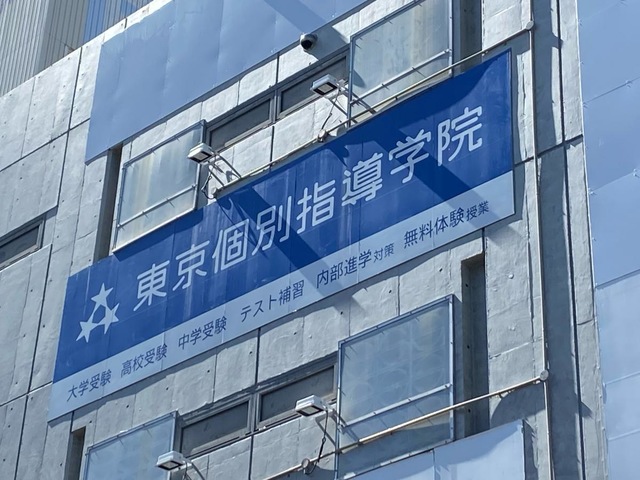 東京個別指導学院
大学受験 高校受験 中学受験 テスト補習 内部進学対策 無料体験授業